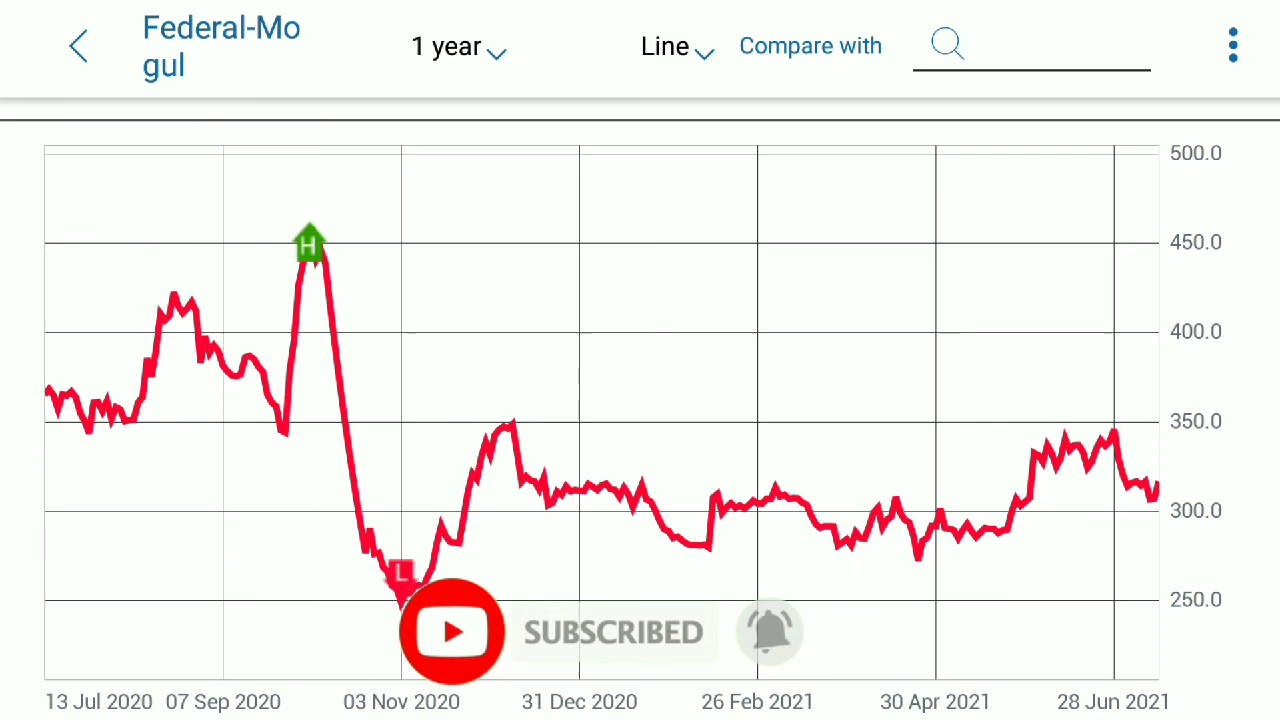 Federal-Mo
gul
1 year
Line
Compare with
500.0
H
450.0
400.0
350.0
300.0
L
250.0
SUBSCRIBED
13 Jul 2020 07 Sep 2020 03 Nov 2020 31 Dec 2020 26 Feb 2021 30 Apr 2021 28 Jun 2021